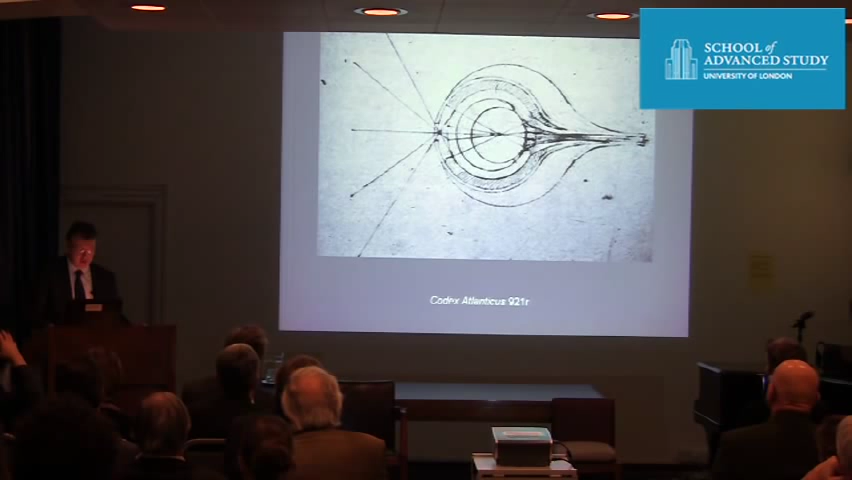 SCHOOL of
ADVANCED STUDY
UNIVERSITY OF LONDON
Codex Atlanticus 921r